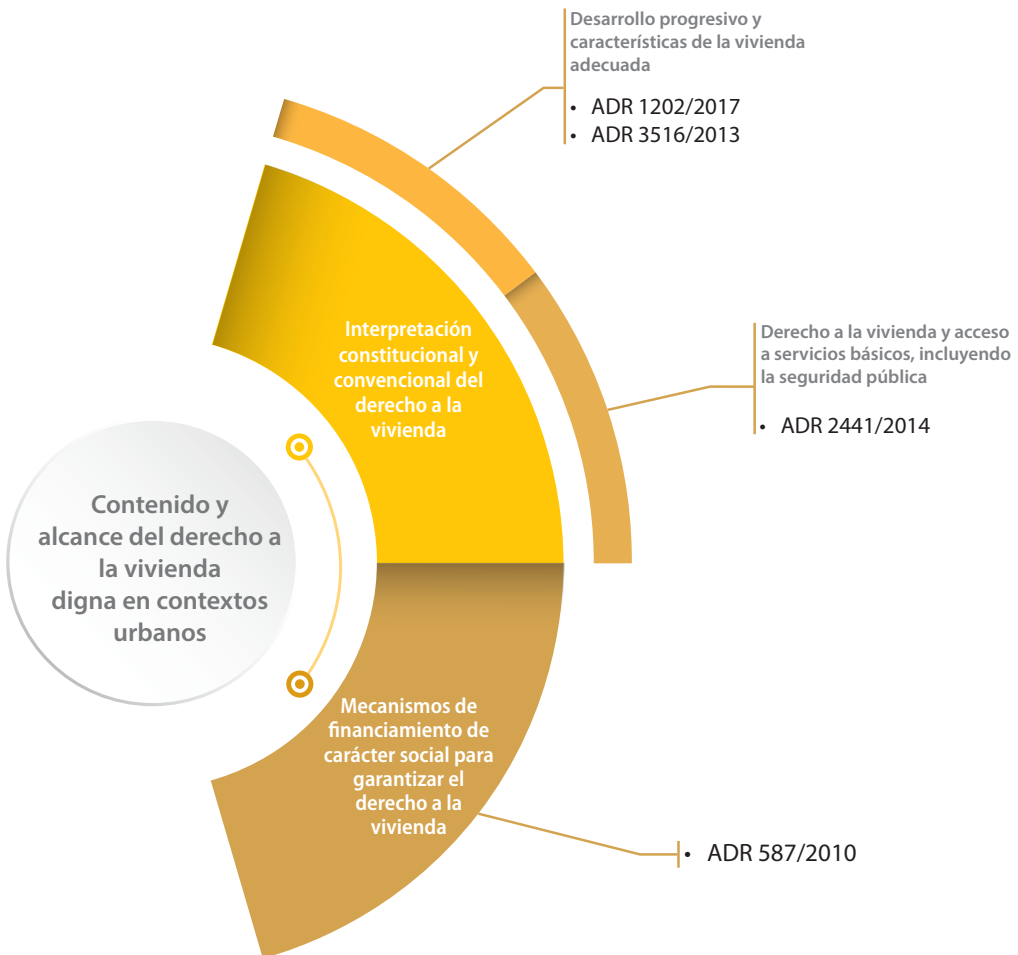 Desarrollo progresivo y
características de la vivienda
adecuada
• ADR 1202/2017
• ADR 3516/2013
Interpretación
constitucional y
convencional del
derecho a la
vivienda
Derecho a la vivienda y acceso
a servicios básicos, incluyendo
la seguridad pública
• ADR 2441/2014
Contenido y
alcance del derecho a
la vivienda
digna en contextos
urbanos
Mecanismos de
financiamiento de
carácter social para
garantizar el
derecho a la
vivienda
• ADR 587/2010